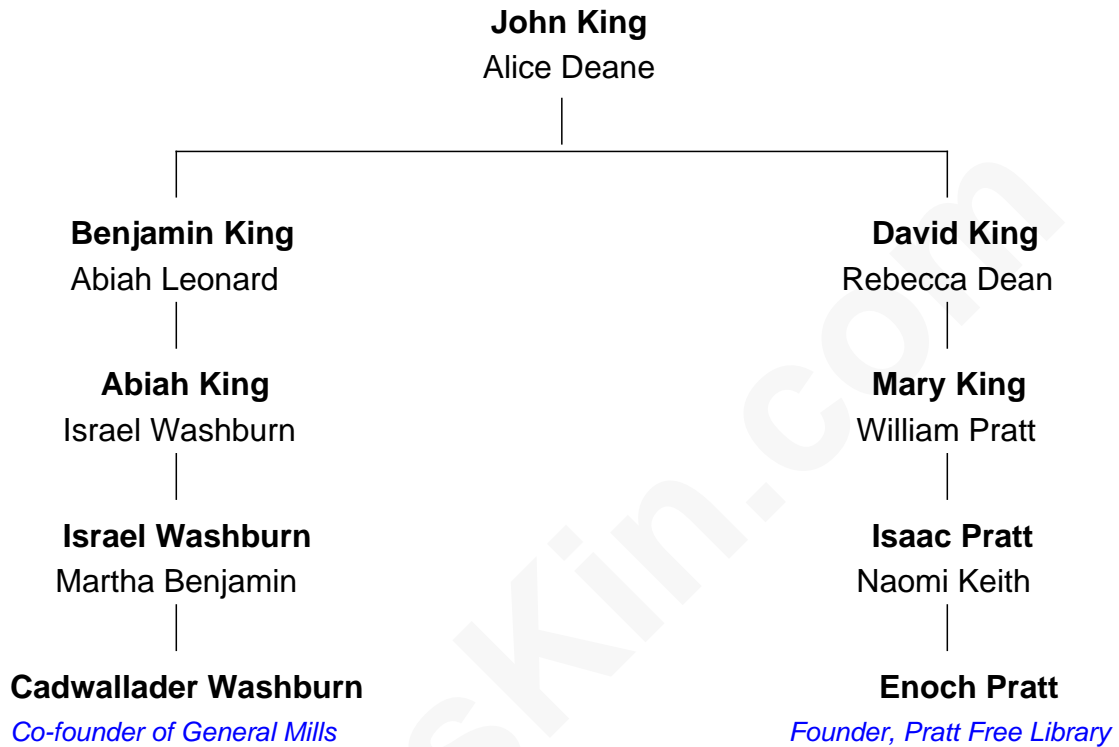 John King
Alice Deane
Benjamin King
Abiah Leonard
David King
Rebecca Dean
Abiah King
Israel Washburn
Mary King
William Pratt
Israel Washburn
Martha Benjamin
Isaac Pratt
Naomi Keith
Cadwallader Washburn
Co-founder of General Mills
Enoch Pratt
Founder, Pratt Free Library
sKin.com